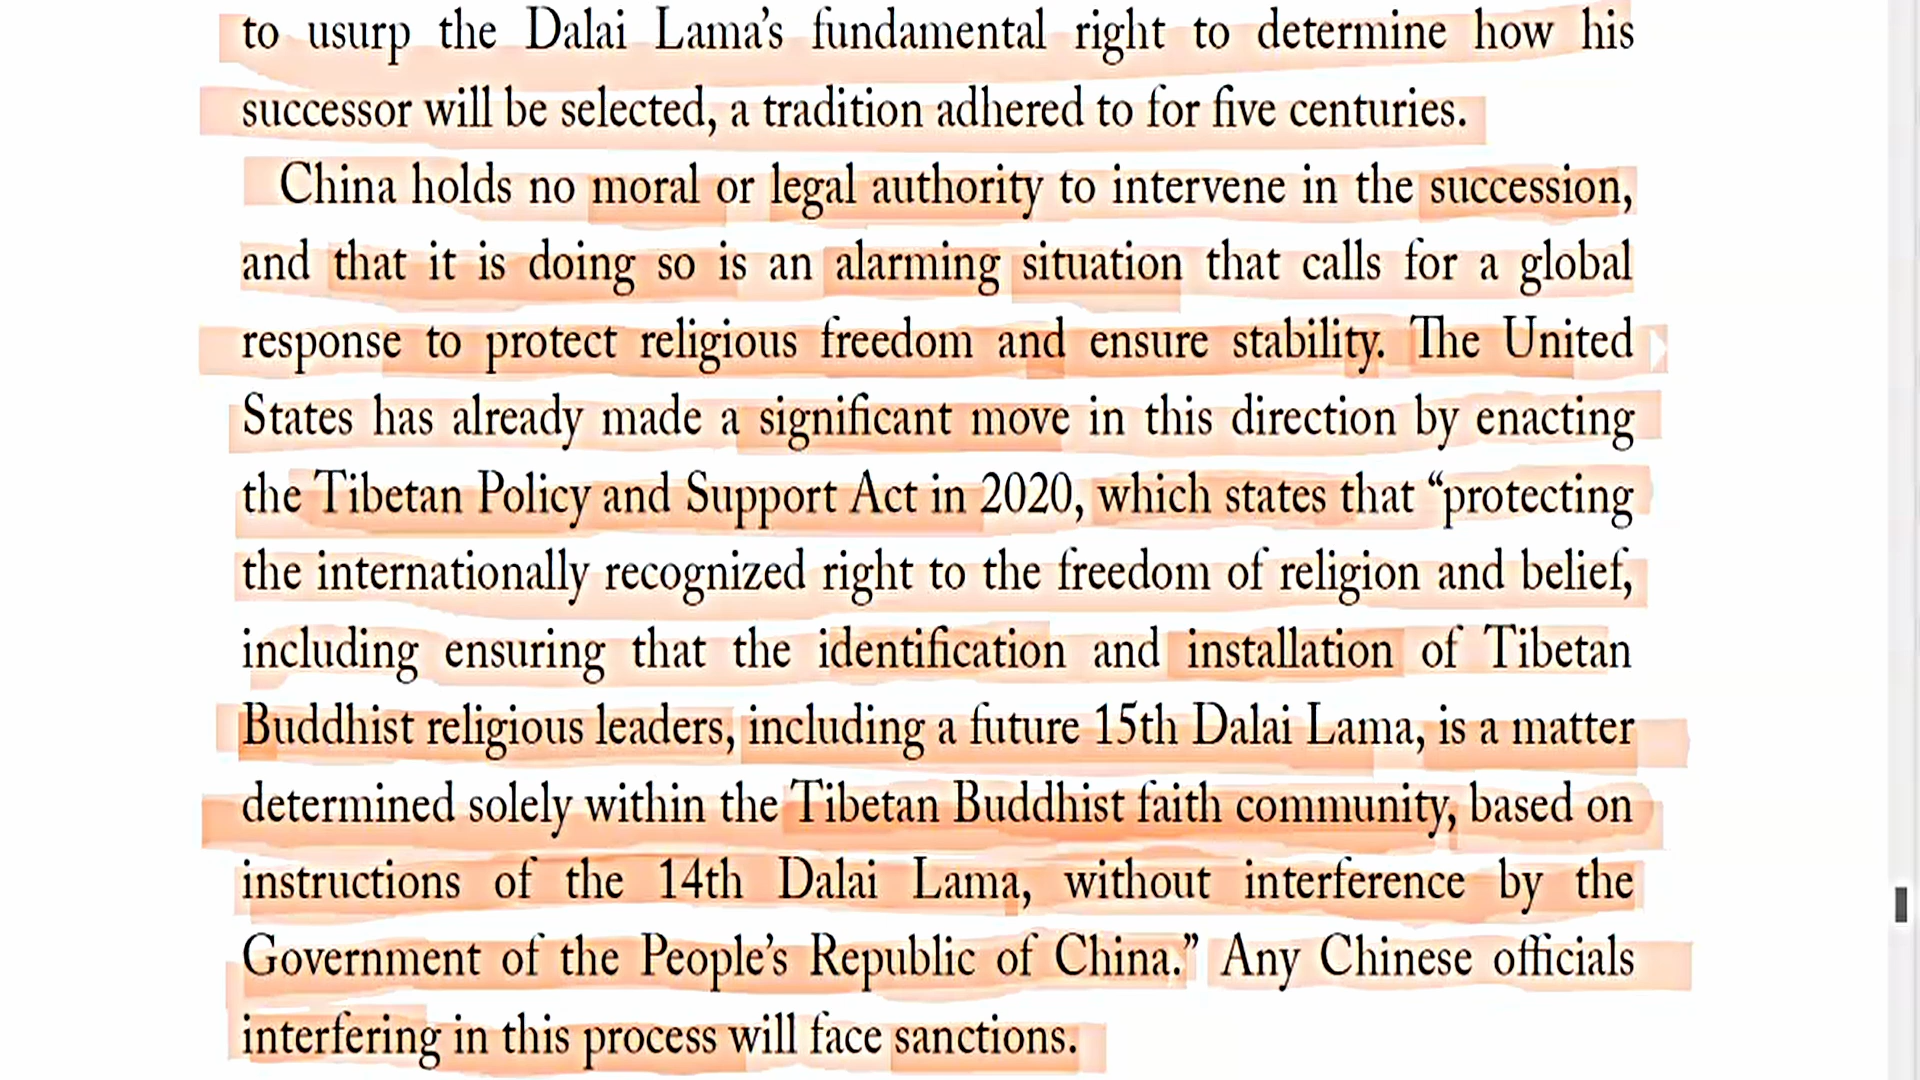 to usurp the Dalai Lama’s fundamental right to determine how his
successor will be selected, a tradition adhered to for five centuries.
China holds no moral or legal authority to intervene in the succession,
and that it is doing so is an alarming situation that calls for a global
response to protect religious freedom and ensure stability. The United
States has already made a significant move in this direction by enacting
the Tibetan Policy and Support Act in 2020, which states that “protecting
the internationally recognized right to the freedom of religion and belief,
including ensuring that the identification and installation of Tibetan
Buddhist religious leaders, including a future 15th Dalai Lama, is a matter
determined solely within the Tibetan Buddhist faith community, based on
instructions of the 14th Dalai Lama, without interference by the
Government of the People’s Republic of China.” Any Chinese officials
interfering in this process will face sanctions.